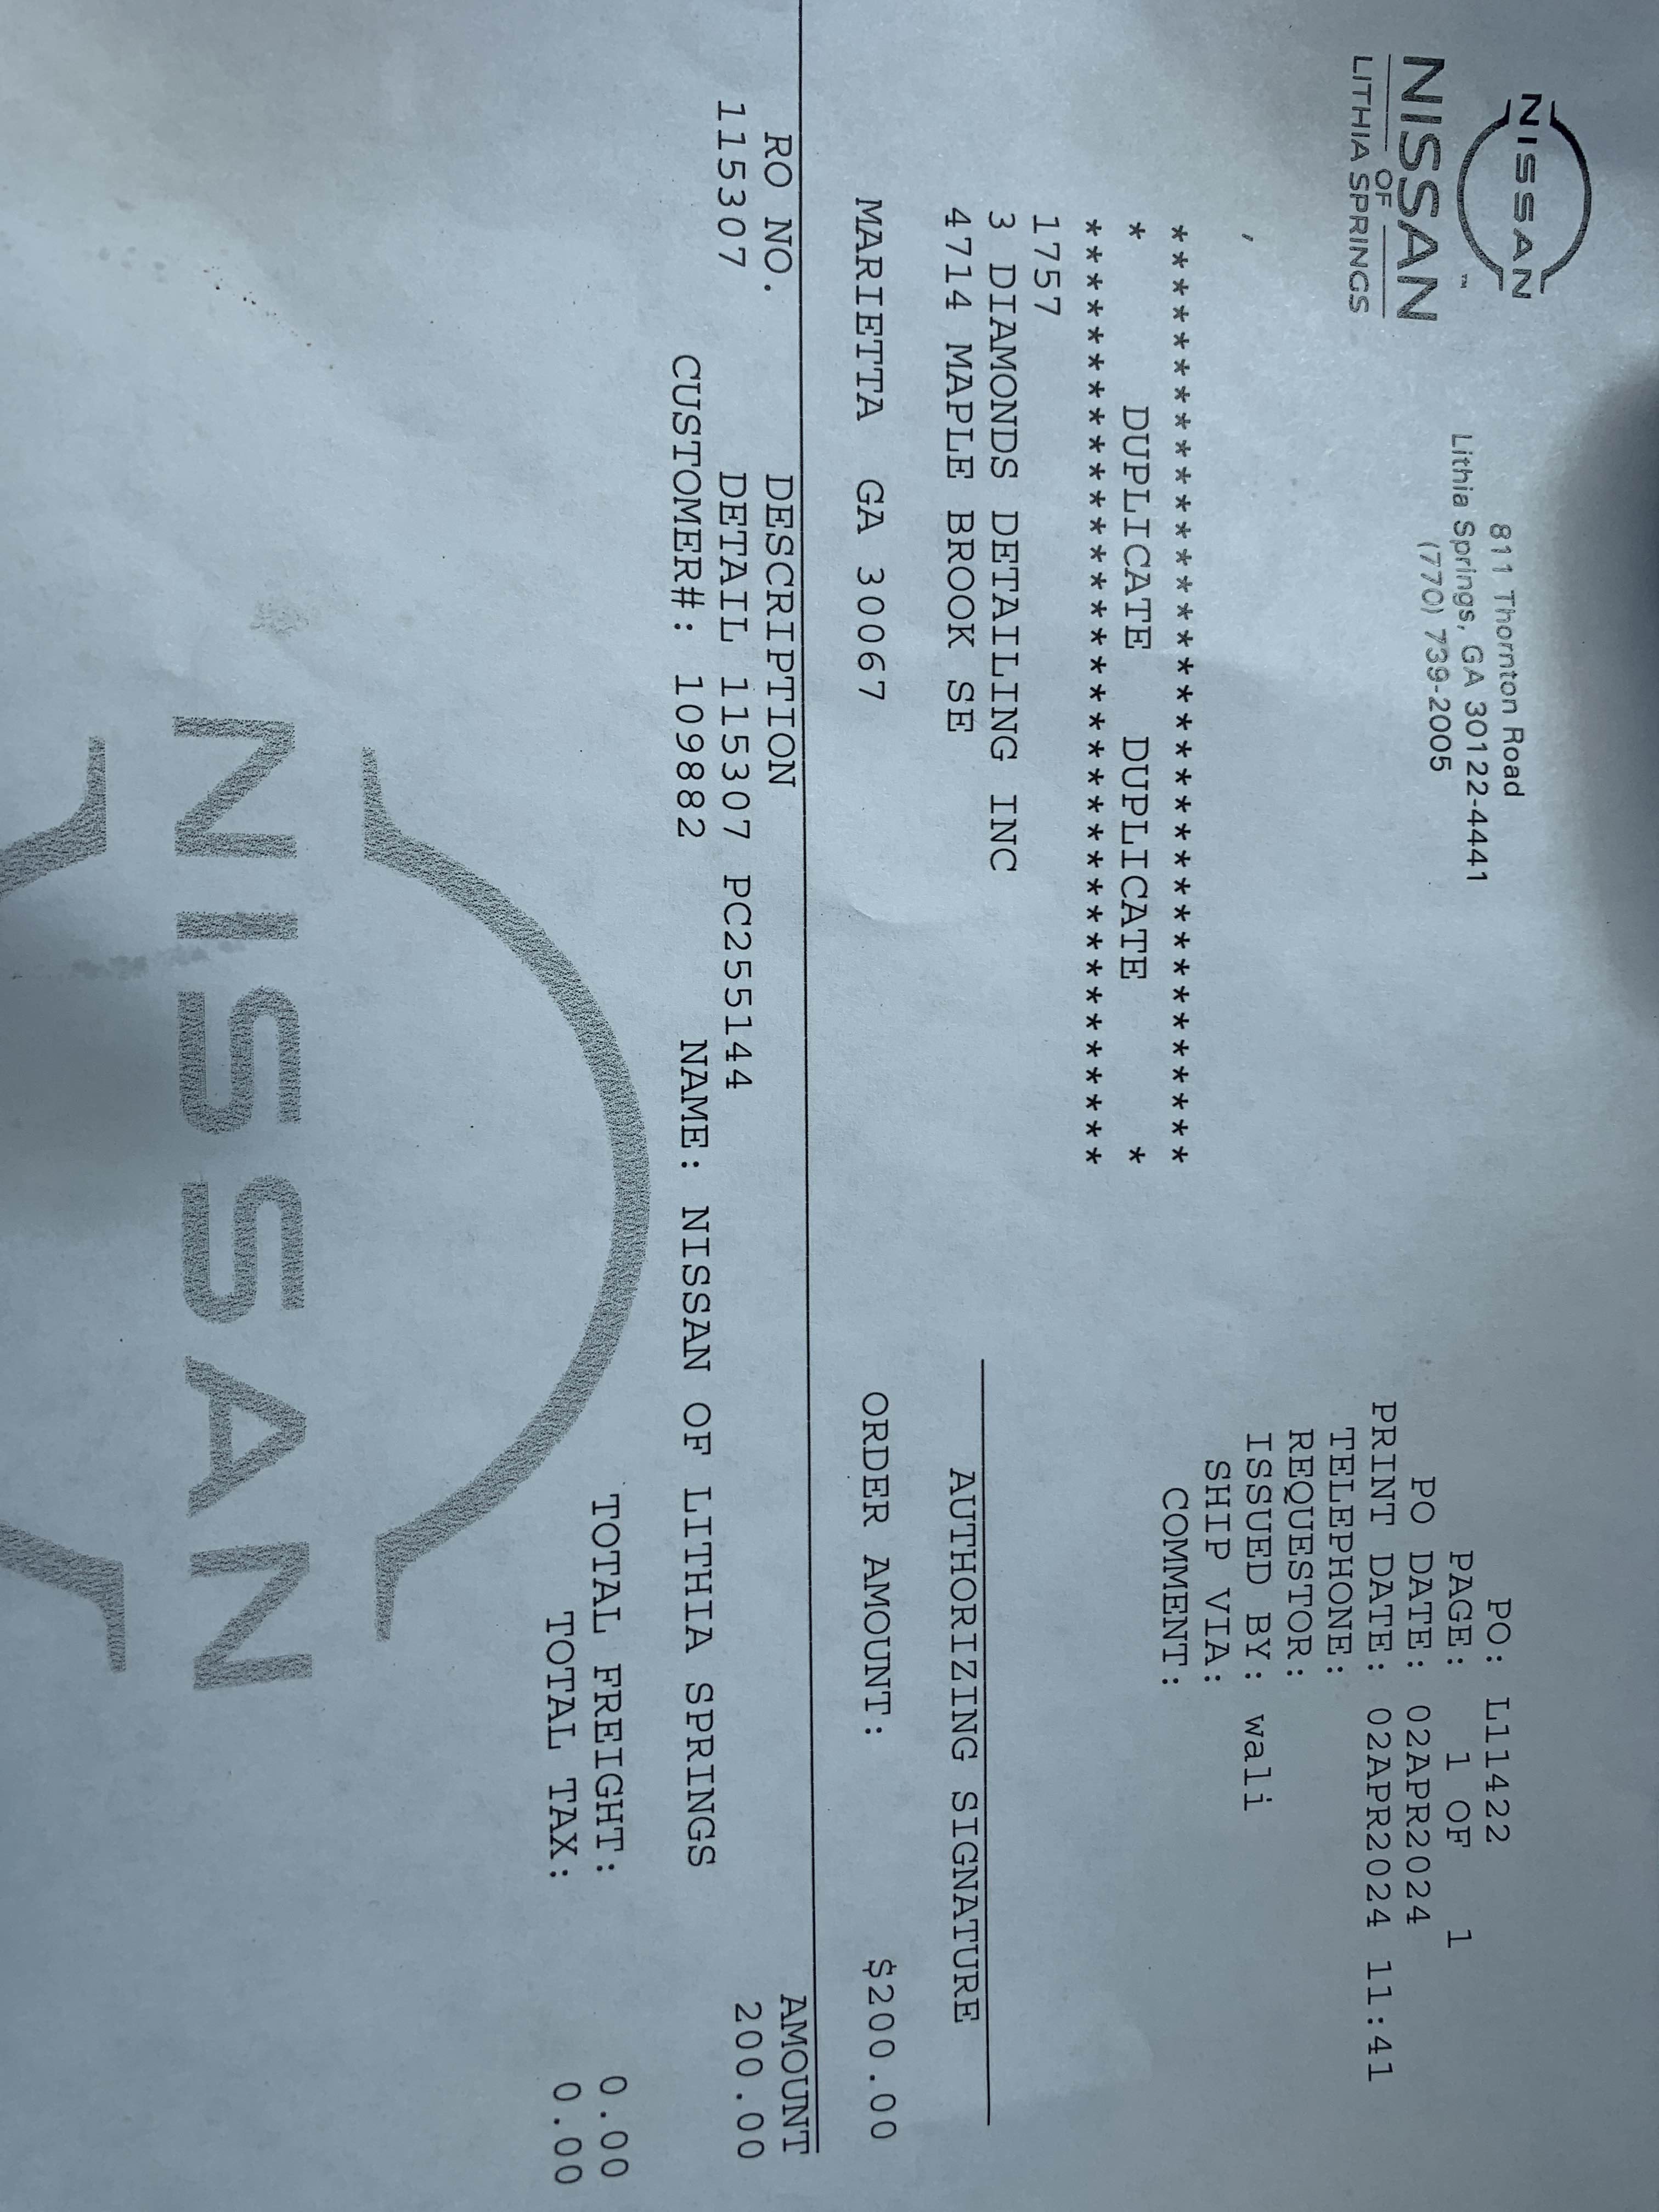 NISSAN
NISSAN
OF
LITHIA SPRINGS
811 Thornton Road
Lithia Springs, GA 30122-4441
(770) 739-2005
PO: L11422
PAGE: 1 OF 1
PO DATE: 02APR2024
PRINT DATE: 02APR2024 11:41
TELEPHONE:
REQUESTOR:
ISSUED BY: wali
SHIP VIA:
COMMENT:
,
**********************************
* DUPLICATE DUPLICATE *
**********************************
1757
3 DIAMONDS DETAILING INC
4714 MAPLE BROOK SE
MARIETTA GA 30067
AUTHORIZING SIGNATURE
ORDER AMOUNT: $200.00
RO NO. DESCRIPTION AMOUNT
115307 DETAIL 115307 PC255144 200.00
CUSTOMER#: 109882 NAME: NISSAN OF LITHIA SPRINGS
TOTAL FREIGHT: 0.00
TOTAL TAX: 0.00
NISSAN